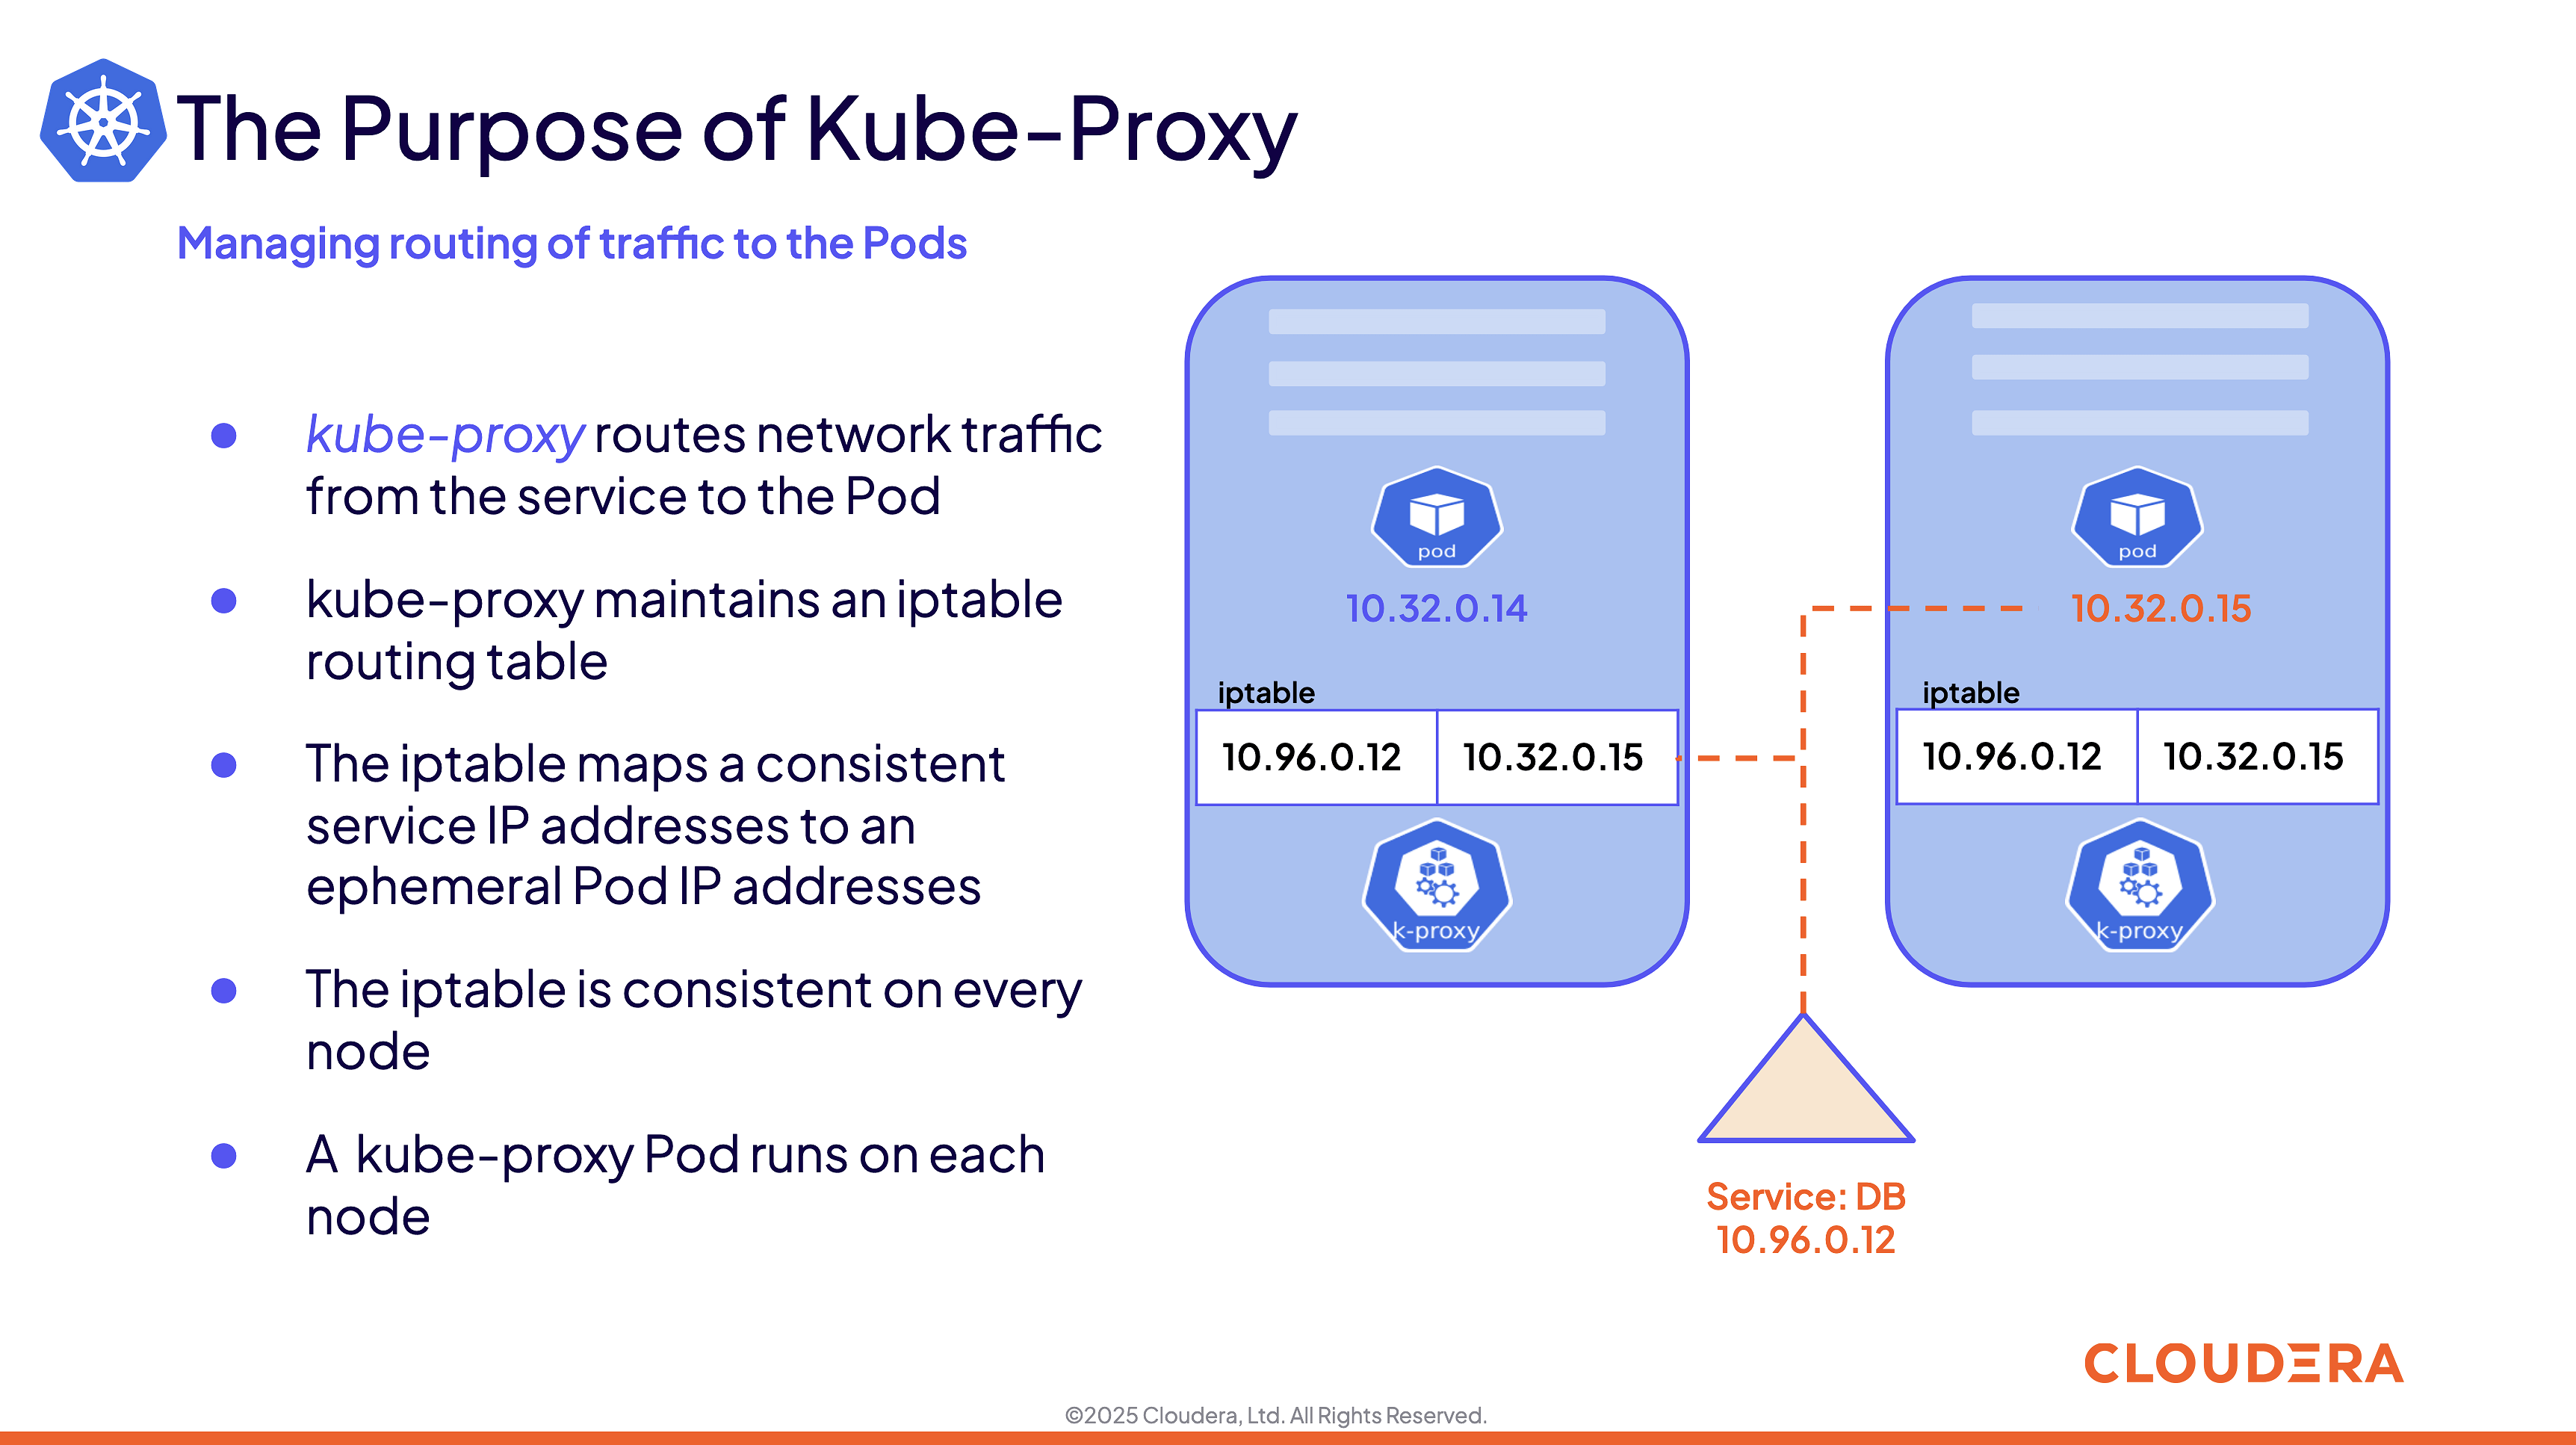 The Purpose of Kube-Proxy
Managing routing of traffic to the Pods
● kube-proxy routes network traffic
from the service to the Pod
● kube-proxy maintains an iptable
routing table
● The iptable maps a consistent
service IP addresses to an
ephemeral Pod IP addresses
● The iptable is consistent on every
node
● A kube-proxy Pod runs on each
node
pod
10.32.0.14
iptable
10.96.0.12 10.32.0.15
k-proxy
pod
10.32.0.15
iptable
10.96.0.12 10.32.0.15
k-proxy
Service: DB
10.96.0.12
CLOUDERA
©2025 Cloudera, Ltd. All Rights Reserved.